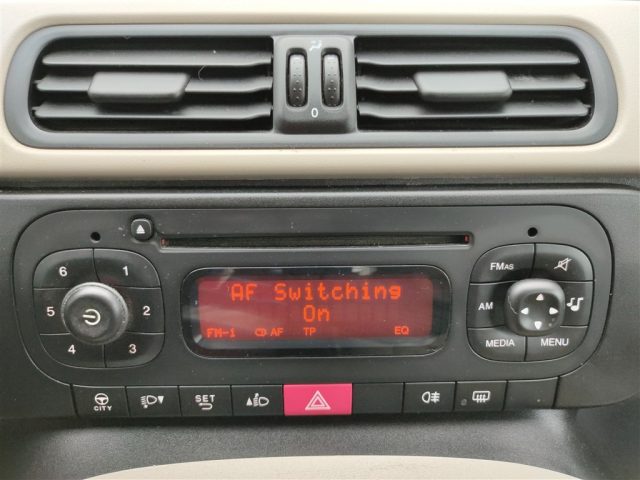 0
6 1
5 2
4 3
AF Switching
On
FM-1 CD AF TP EQ
FMAS
AM
MEDIA MENU
CITY
SET